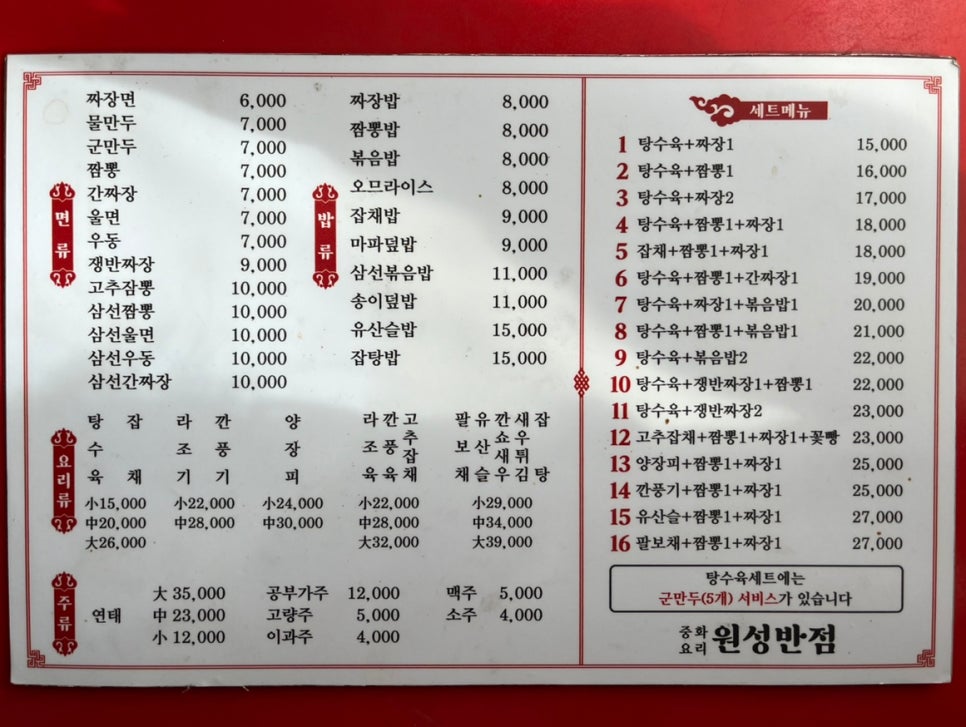 면류
짜장면 6,000
물만두 7,000
군만두 7,000
짬뽕 7,000
간짜장 7,000
울면 7,000
우동 7,000
쟁반짜장 9,000
고추잠뽕 10,000
삼선짬뽕 10,000
삼선울면 10,000
삼선우동 10,000
삼선간짜장 10,000
밥류
짜장밥 8,000
짬뽕밥 8,000
볶음밥 8,000
오므라이스 8,000
잡채밥 9,000
마파덮밥 9,000
삼선볶음밥 11,000
송이덮밥 11,000
유산슬밥 15,000
잡탕밥 15,000
요리류
탕수육 잡채
小15,000
中20,000
大26,000
라조기 깐풍기
小22,000
中28,000
양장피
小24,000
中30,000
라조육 깐풍육 고추잡채
小22,000
中28,000
大32,000
팔보채 유산슬 깐쇼새우 새우튀김 잡탕
小29,000
中34,000
大39,000
주류
연태
大 35,000
中 23,000
小 12,000
공부가주 12,000
고량주 5,000
이과주 4,000
맥주 5,000
소주 4,000
세트메뉴
1 탕수육+짜장1 15,000
2 탕수육+짬뽕1 16,000
3 탕수육+짜장2 17,000
4 탕수육+짬뽕1+짜장1 18,000
5 잡채+짬뽕1+짜장1 18,000
6 탕수육+짬뽕1+간짜장1 19,000
7 탕수육+짜장1+볶음밥1 20,000
8 탕수육+짬뽕1+볶음밥1 21,000
9 탕수육+볶음밥2 22,000
10 탕수육+쟁반짜장1+짬뽕1 22,000
11 탕수육+쟁반짜장2 23,000
12 고추잡채+짬뽕1+짜장1+꽃빵 23,000
13 양장피+짬뽕1+짜장1 25,000
14 깐풍기+짬뽕1+짜장1 25,000
15 유산슬+짬뽕1+짜장1 27,000
16 팔보채+짬뽕1+짜장1 27,000
탕수육세트에는
군만두(5개) 서비스가 있습니다
중화요리 원성반점